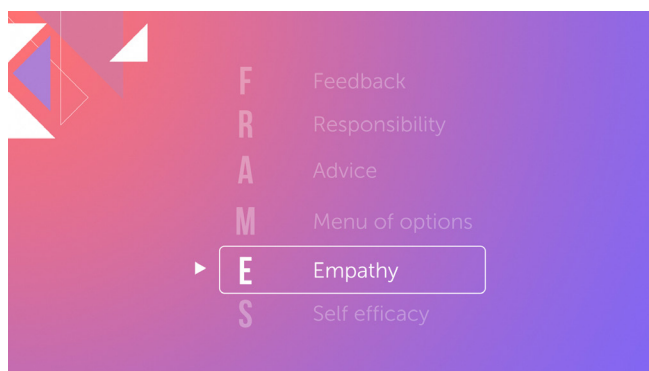 F Feedback
R Responsibility
A Advice
M Menu of options
E Empathy
S Self efficacy